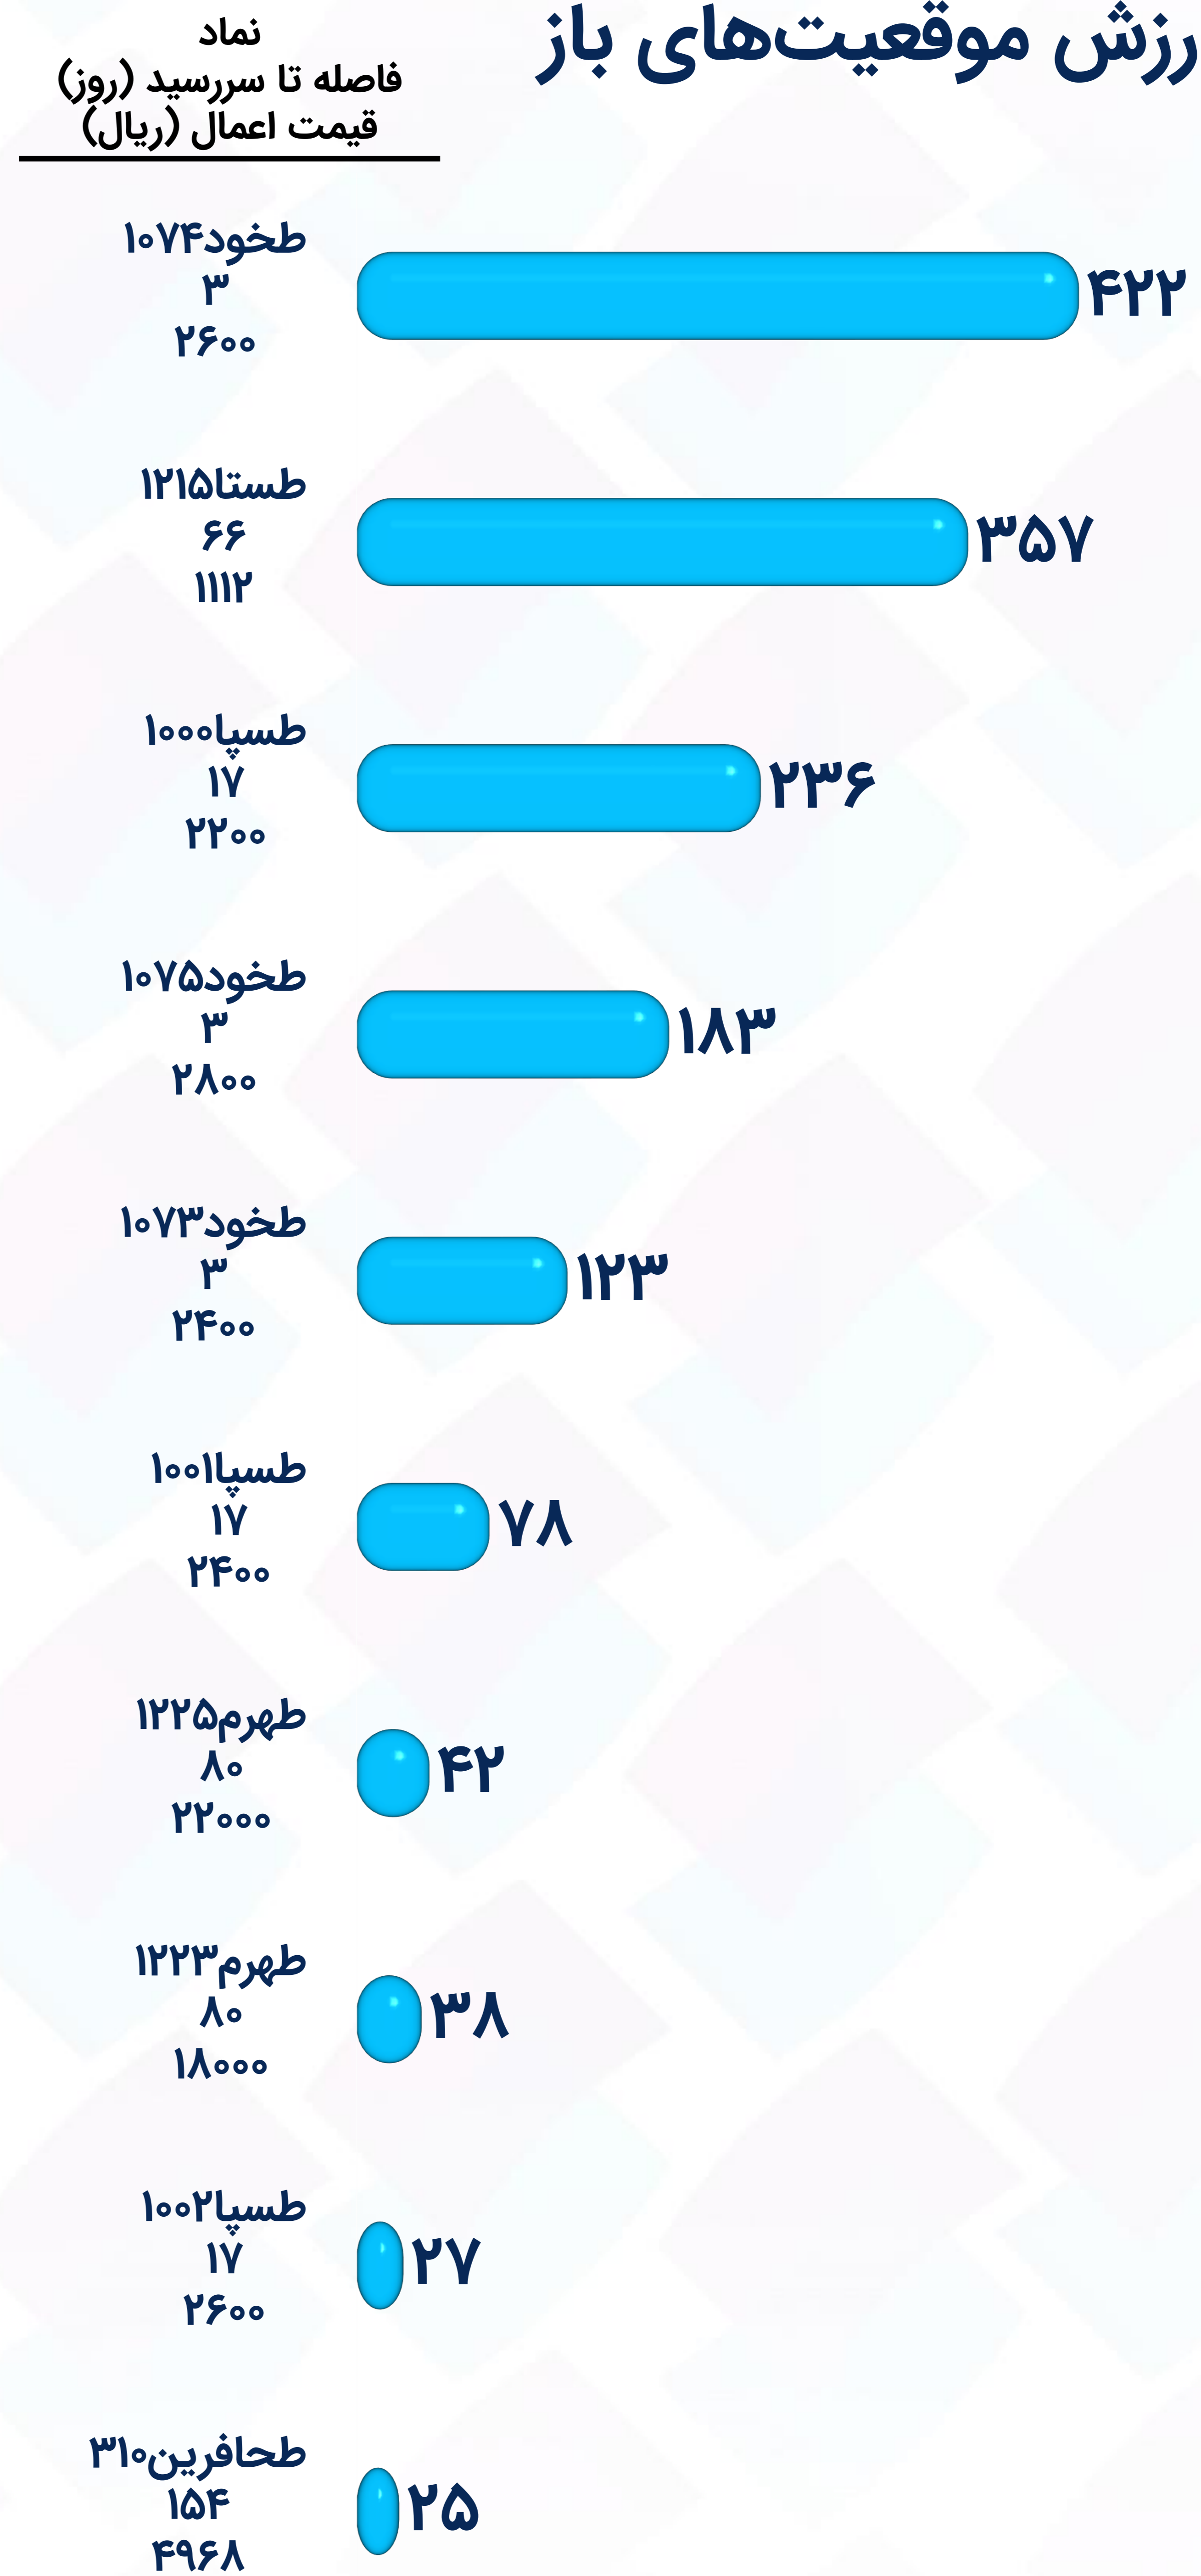 رزش موقعیت‌های باز
نماد
فاصله تا سررسید (روز)
قیمت اعمال (ریال)
طخود۱۰۷۴
۳
۲۶۰۰
۴۲۲
طستا۱۲۱۵
۶۶
۱۱۱۲
۳۵۷
طسپا۱۰۰۰
۱۷
۲۲۰۰
۲۳۶
طخود۱۰۷۵
۳
۲۸۰۰
۱۸۳
طخود۱۰۷۳
۳
۲۴۰۰
۱۲۳
طسپا۱۰۰۱
۱۷
۲۴۰۰
۷۸
طهرم۱۲۲۵
۸۰
۲۲۰۰۰
۴۲
طهرم۱۲۲۳
۸۰
۱۸۰۰۰
۳۸
طسپا۱۰۰۲
۱۷
۲۶۰۰
۲۷
طحافرین۳۱۰
۱۵۴
۴۹۶۸
۲۵